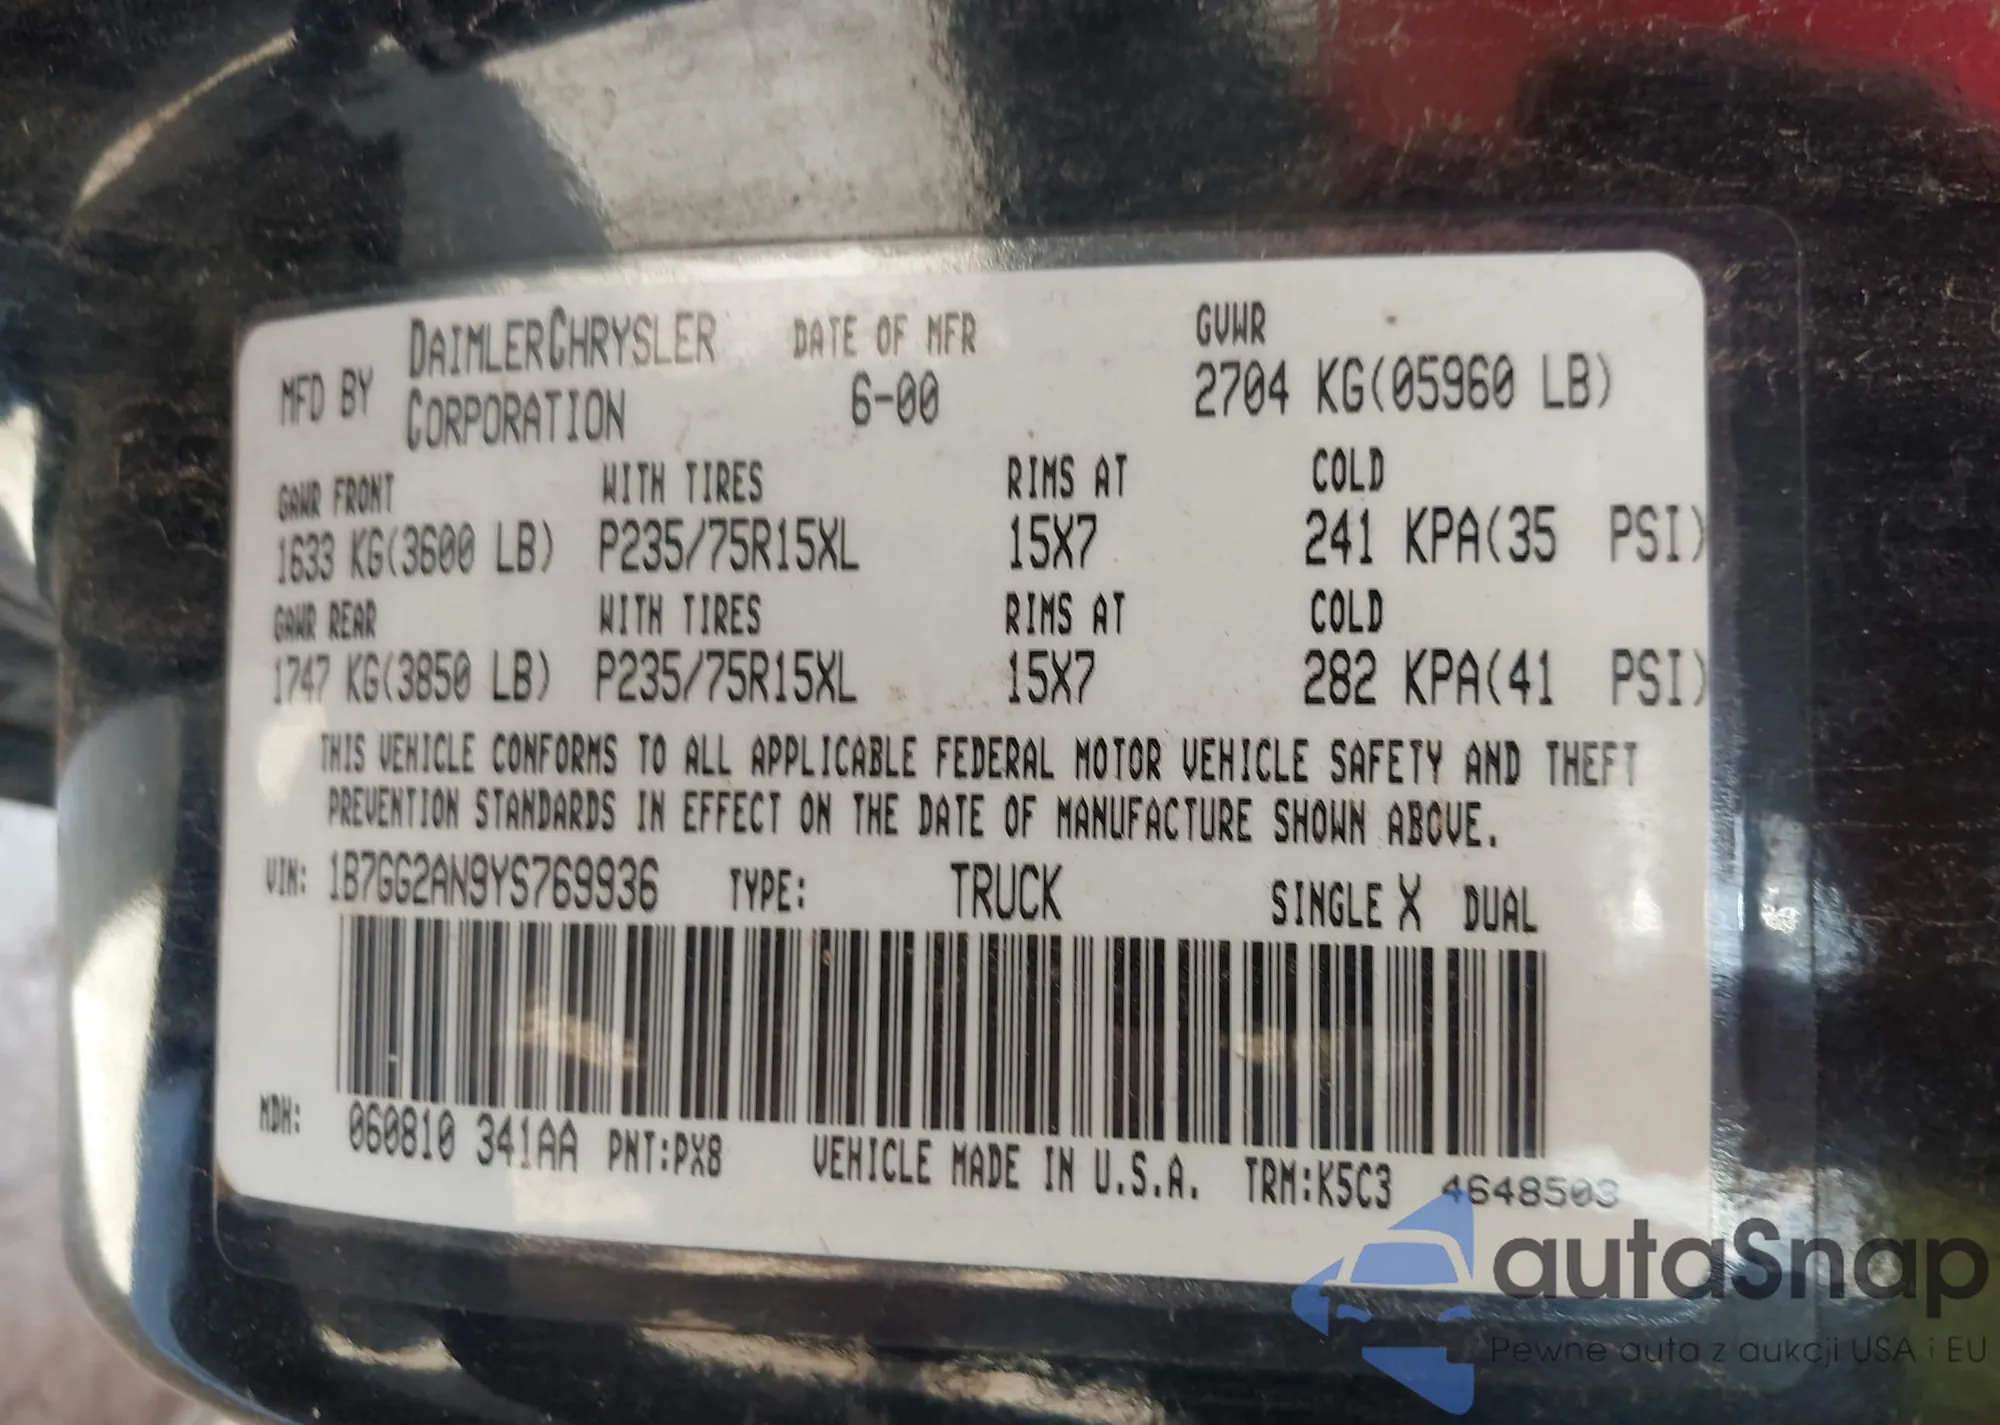 MFD BY DAIMLERCHRYSLER CORPORATION DATE OF MFR 6-00 GVWR 2704 KG(05960 LB)
GAWR FRONT WITH TIRES RIMS AT COLD
1633 KG(3600 LB) P235/75R15XL 15X7 241 KPA(35 PSI)
GAWR REAR WITH TIRES RIMS AT COLD
1747 KG(3850 LB) P235/75R15XL 15X7 282 KPA(41 PSI)
THIS VEHICLE CONFORMS TO ALL APPLICABLE FEDERAL MOTOR VEHICLE SAFETY AND THEFT
PREVENTION STANDARDS IN EFFECT ON THE DATE OF MANUFACTURE SHOWN ABOVE.
VIN: 1B7GG2AN9YS769936 TYPE: TRUCK SINGLE X DUAL
MDH: 060810 341AA PNT:PX8 VEHICLE MADE IN U.S.A. TRM:K5C3 4648503
autaSnap
Pewne auta z aukcji USA i EU